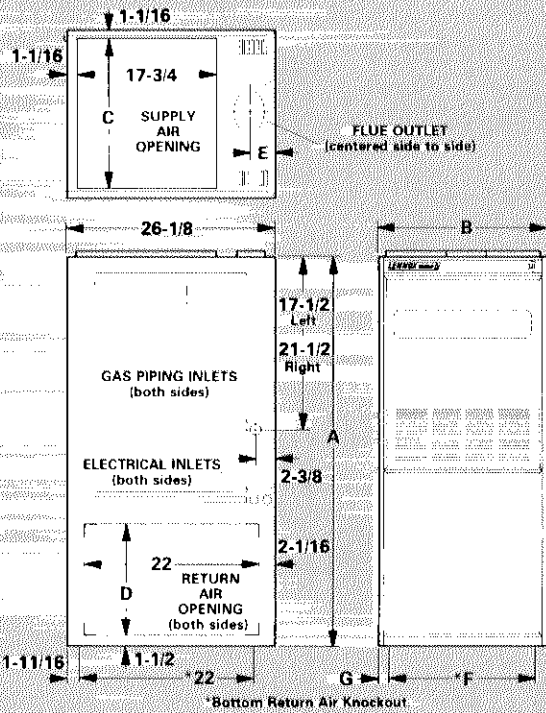 1-1/16
1-1/16
17-3/4
C
SUPPLY
AIR
OPENING
E
FLUE OUTLET
(centered side to side)
26-1/8
B
LENNOX
17-1/2
Left
21-1/2
Right
GAS PIPING INLETS
(both sides)
A
ELECTRICAL INLETS
(both sides)
2-3/8
2-1/16
22
D
RETURN
AIR
OPENING
(both sides)
1-11/16
1-1/2
*22
G
*F
*Bottom Return Air Knockout